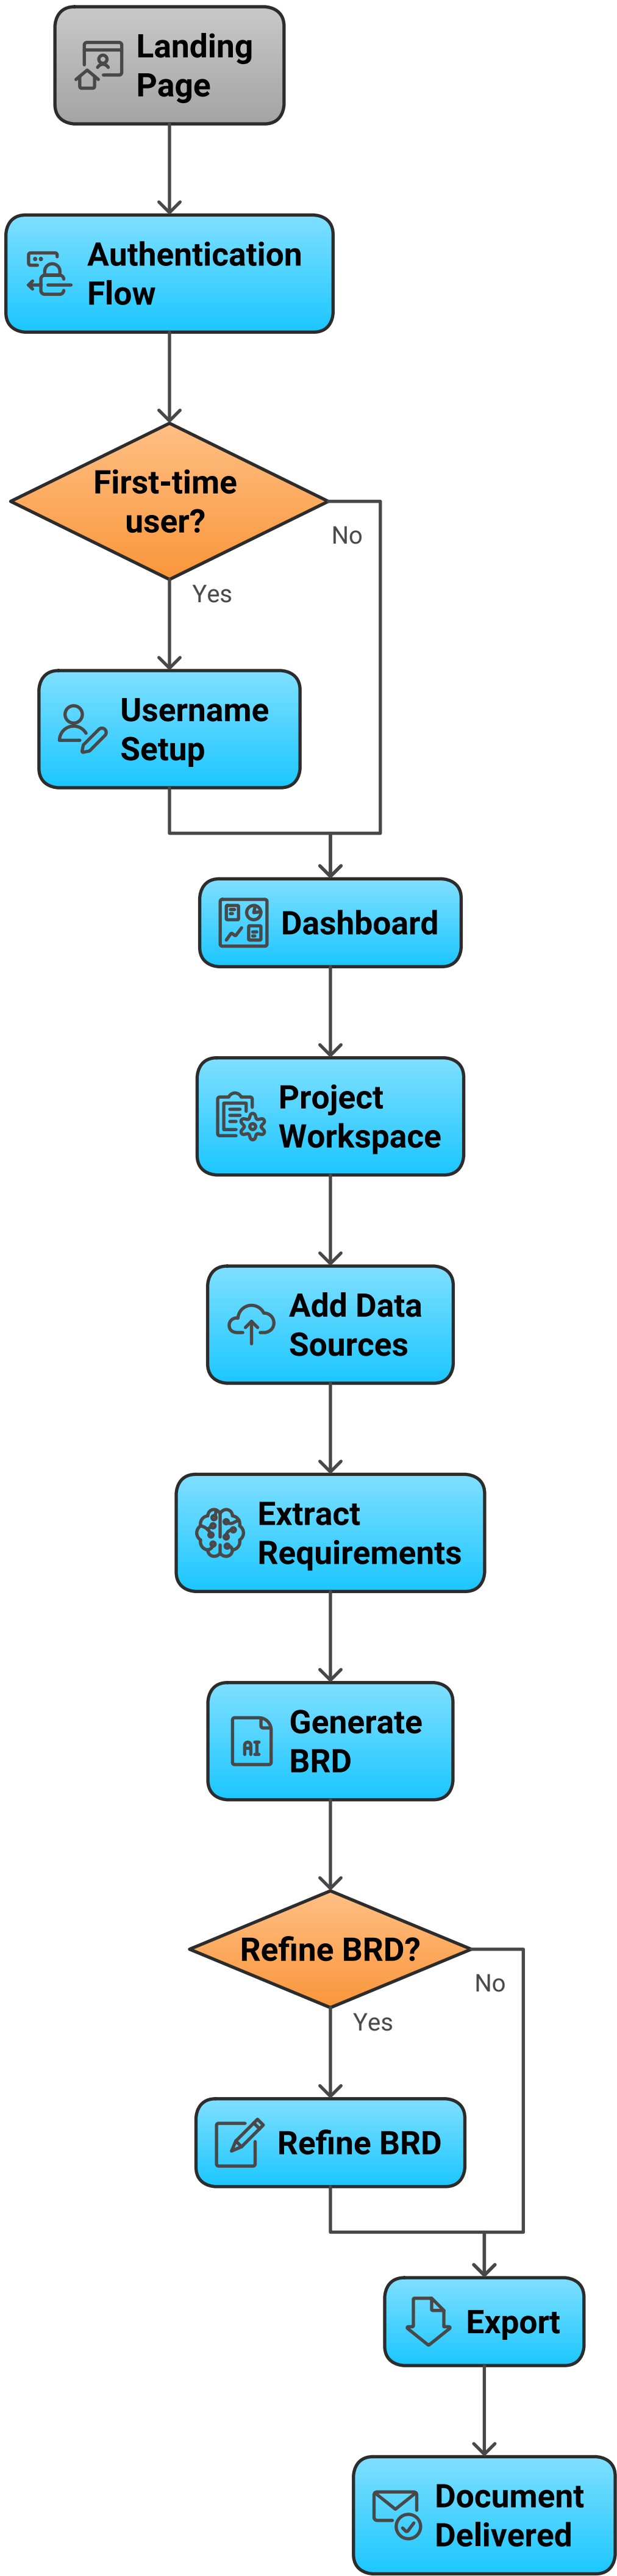 Landing
Page
Authentication
Flow
First-time
user?
No
Yes
Username
Setup
Dashboard
Project
Workspace
Add Data
Sources
Extract
Requirements
AI
Generate
BRD
Refine BRD?
No
Yes
Refine BRD
Export
Document
Delivered